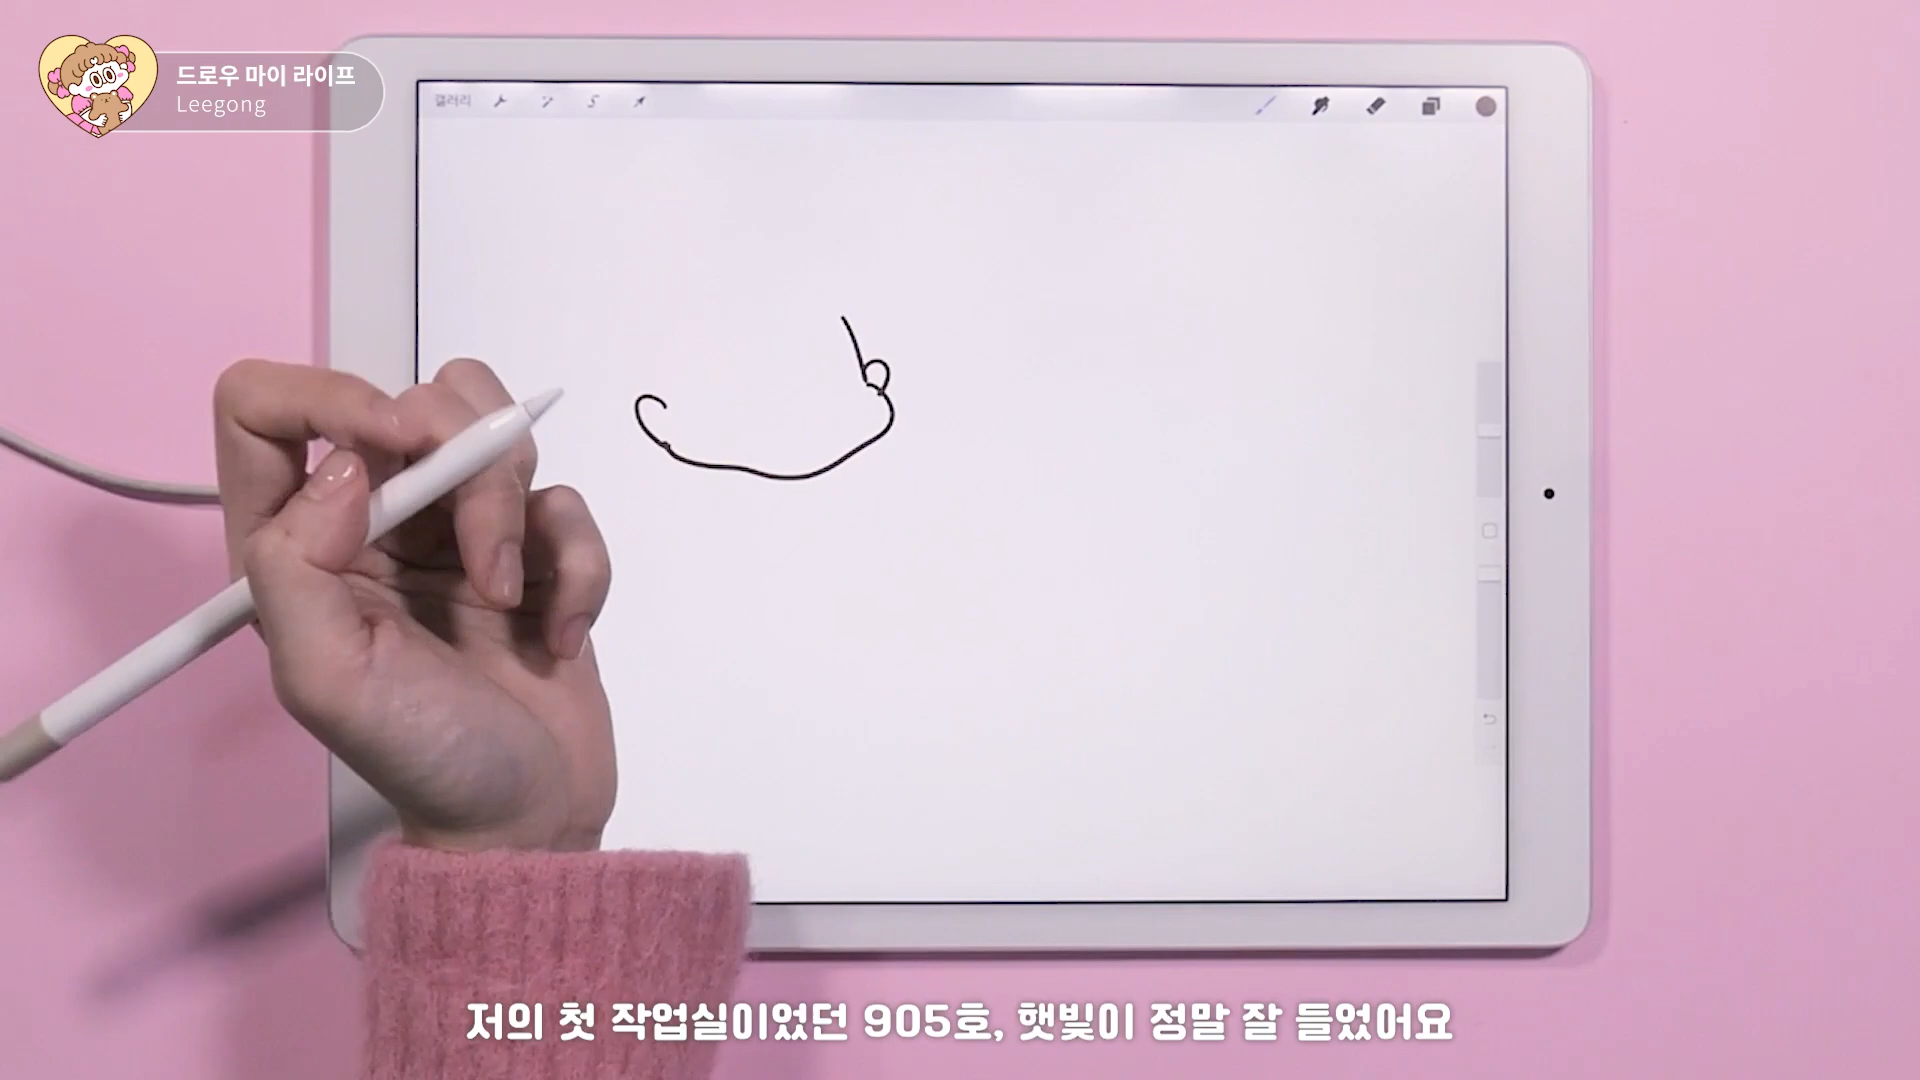 드로우 마이 라이프
Leegong
갤러리
저의 첫 작업실이었던 905호, 햇빛이 정말 잘 들었어요